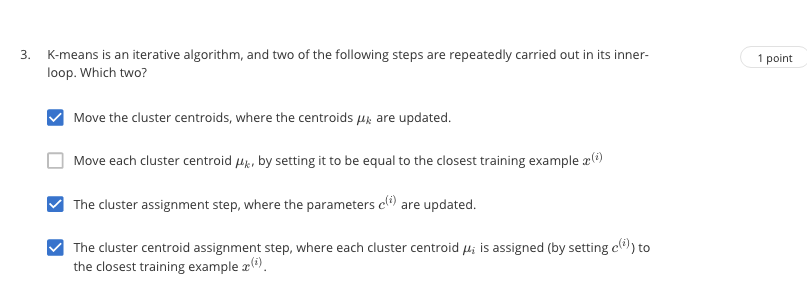 3. K-means is an iterative algorithm, and two of the following steps are repeatedly carried out in its inner-
loop. Which two?
1 point
Move the cluster centroids, where the centroids μₖ are updated.
Move each cluster centroid μₖ, by setting it to be equal to the closest training example x⁽ⁱ⁾
The cluster assignment step, where the parameters c⁽ⁱ⁾ are updated.
The cluster centroid assignment step, where each cluster centroid μᵢ is assigned (by setting c⁽ⁱ⁾) to
the closest training example x⁽ⁱ⁾.